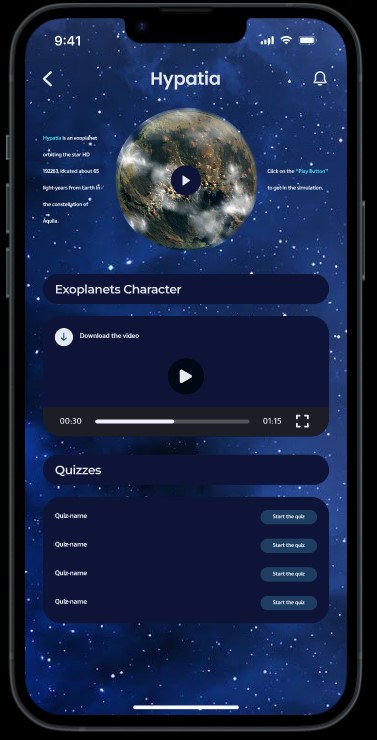 9:41
Hypatia
Hypatia is an exoplanet
orbiting the star HD
192263, located about 65
light-years from Earth in
the constellation of
Aquila.
Click on the "Play Button"
to get in the simulation.
Exoplanets Character
Download the video
00:30
01:15
Quizzes
Quiz-name
Start the quiz
Quiz-name
Start the quiz
Quiz-name
Start the quiz
Quiz-name
Start the quiz